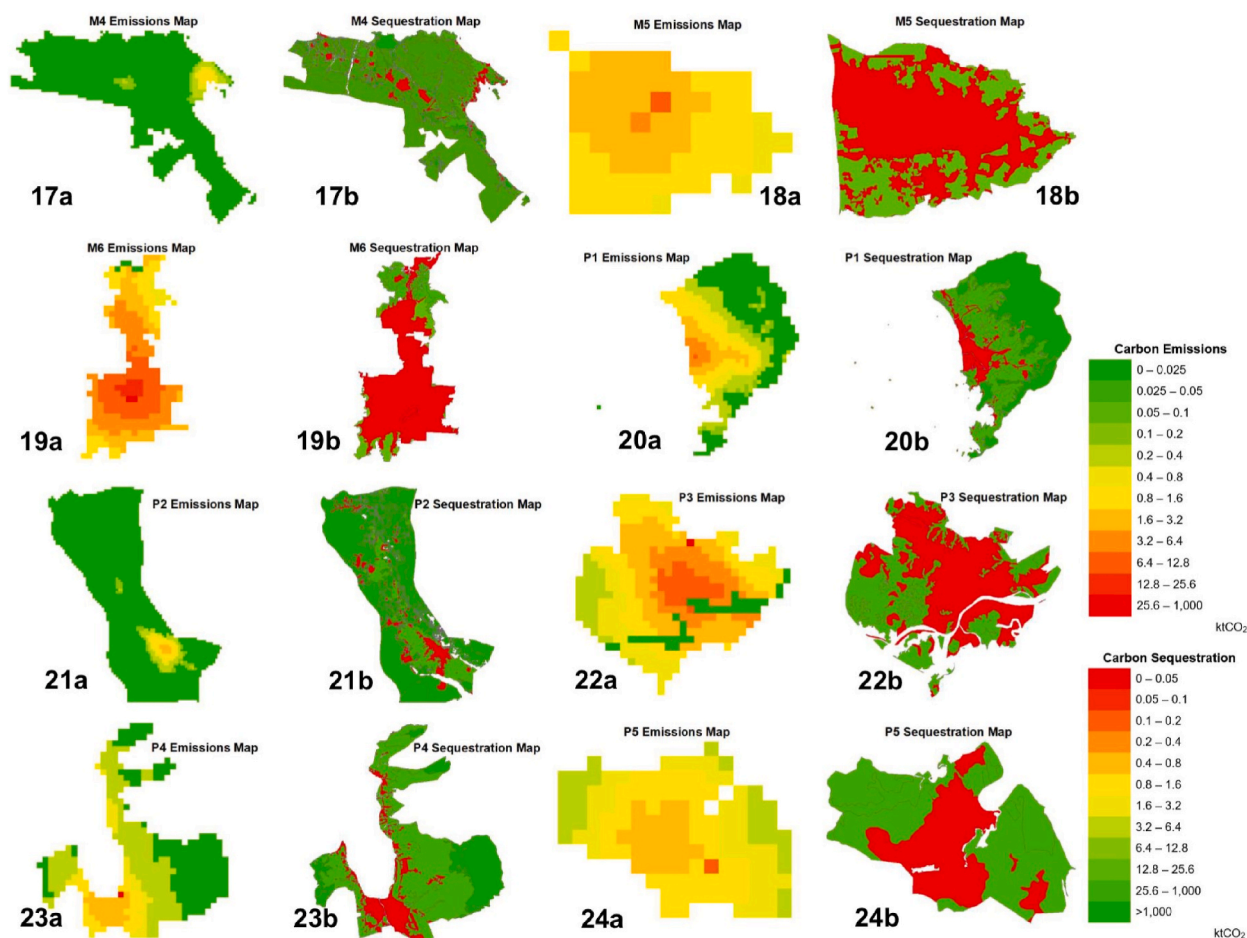 M4 Emissions Map
M4 Sequestration Map
M5 Emissions Map
M5 Sequestration Map
17a
17b
18a
18b
M6 Emissions Map
M6 Sequestration Map
P1 Emissions Map
P1 Sequestration Map
19a
19b
20a
20b
P2 Emissions Map
P2 Sequestration Map
P3 Emissions Map
P3 Sequestration Map
21a
21b
22a
22b
P4 Emissions Map
P4 Sequestration Map
P5 Emissions Map
P5 Sequestration Map
23a
23b
24a
24b
Carbon Emissions
0 – 0.025
0.025 – 0.05
0.05 – 0.1
0.1 – 0.2
0.2 – 0.4
0.4 – 0.8
0.8 – 1.6
1.6 – 3.2
3.2 – 6.4
6.4 – 12.8
12.8 – 25.6
25.6 – 1,000
ktCO₂
Carbon Sequestration
0 – 0.05
0.05 – 0.1
0.1 – 0.2
0.2 – 0.4
0.4 – 0.8
0.8 – 1.6
1.6 – 3.2
3.2 – 6.4
6.4 – 12.8
12.8 – 25.6
25.6 – 1,000
>1,000
ktCO₂